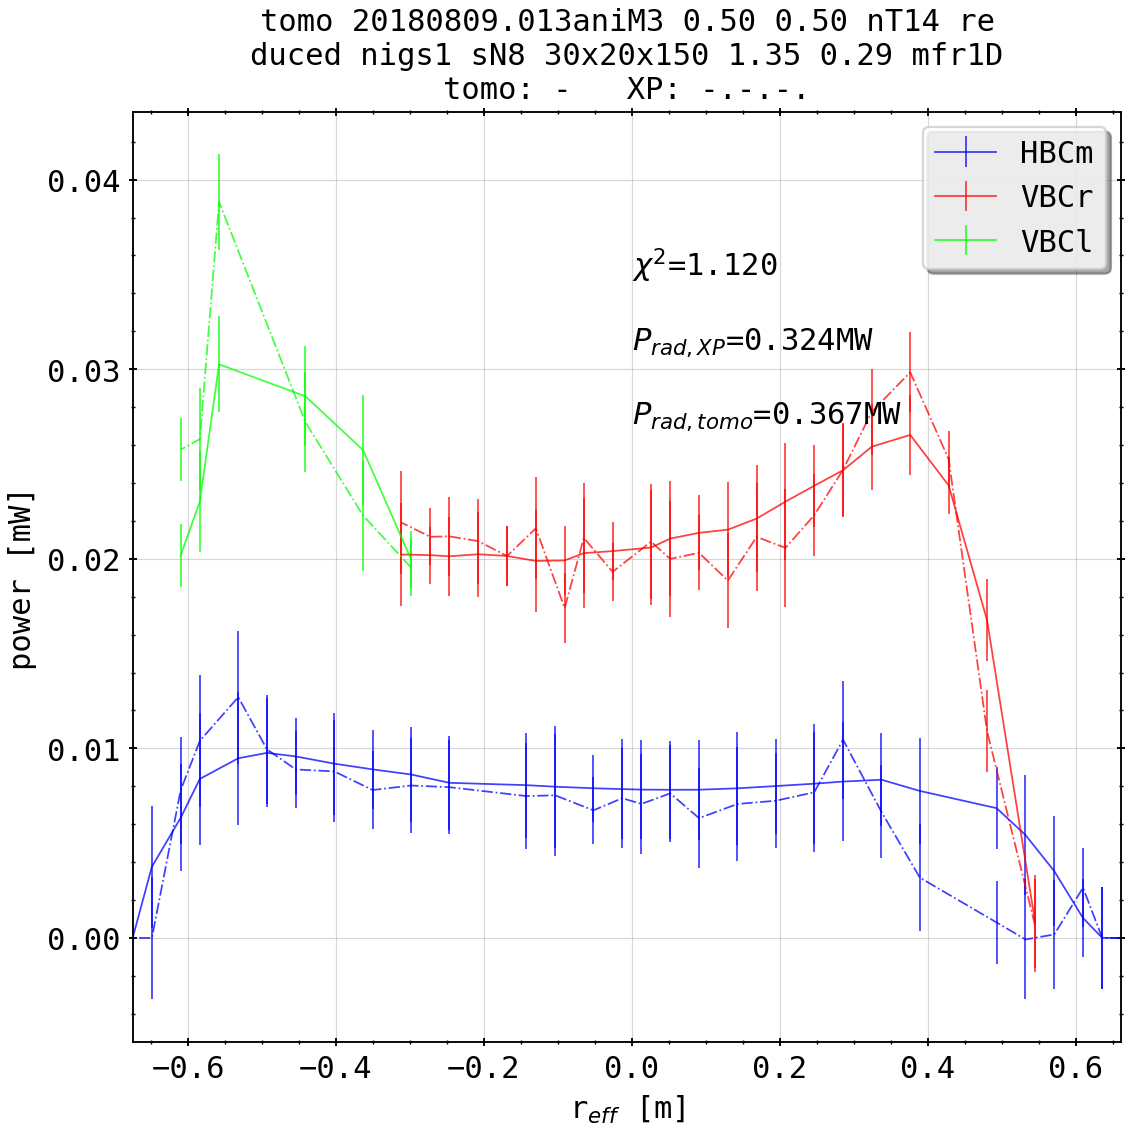 tomo 20180809.013aniM3 0.50 0.50 nT14 re
duced nigs1 sN8 30x20x150 1.35 0.29 mfr1D
tomo: -   XP: -.-.-.
HBCm
VBCr
VBCl
χ²=1.120
P_rad,XP=0.324MW
P_rad,tomo=0.367MW
power [mW]
0.04
0.03
0.02
0.01
0.00
−0.6 −0.4 −0.2 0.0 0.2 0.4 0.6
r_eff [m]